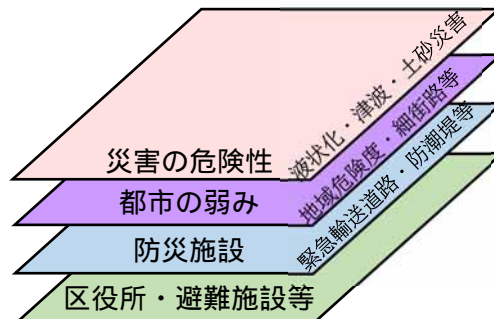 災害の危険性
液状化・津波・土砂災害
都市の弱み
地域危険度・細街路等
防災施設
緊急輸送道路・防潮堤等
区役所・避難施設等